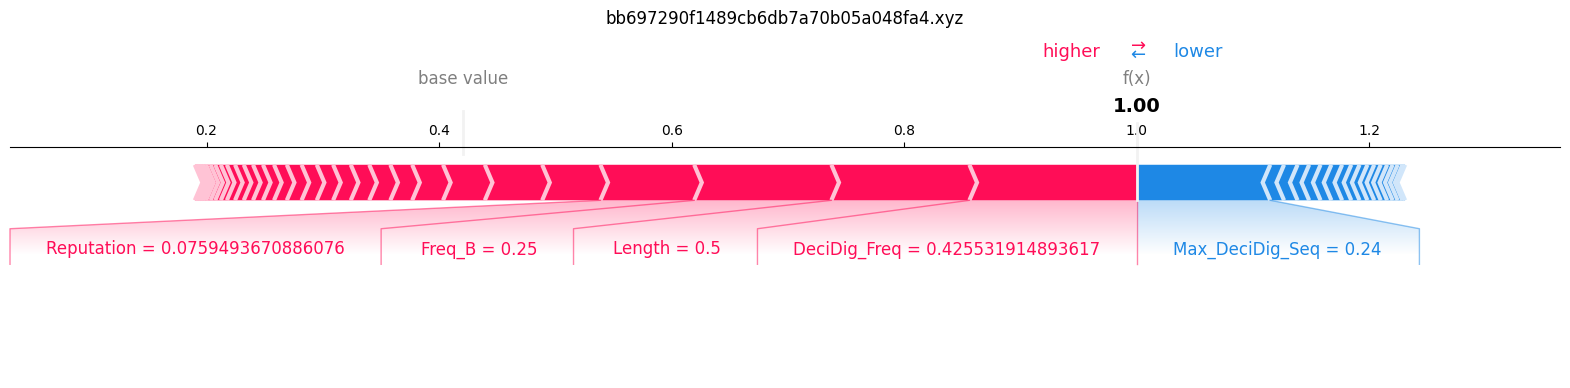 bb697290f1489cb6db7a70b05a048fa4.xyz
higher ⇄ lower
base value f(x)
1.00
0.2 0.4 0.6 0.8 1.0 1.2
Reputation = 0.0759493670886076 Freq_B = 0.25 Length = 0.5 DeciDig_Freq = 0.425531914893617 Max_DeciDig_Seq = 0.24